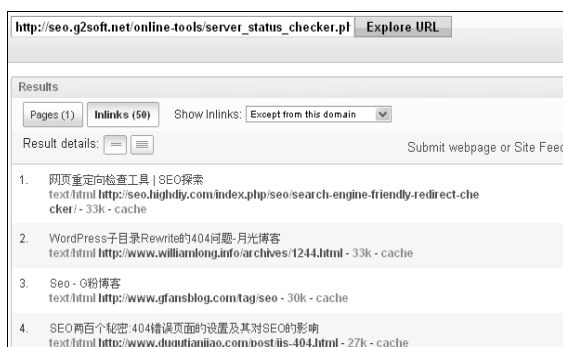 http://seo.g2soft.net/online-tools/server_status_checker.pl Explore URL
Results
Pages (1) Inlinks (50) Show Inlinks: Except from this domain
Result details: Submit webpage or Site Feed
1. 网页重定向检查工具 | SEO探索
text/html http://seo.highdiy.com/index.php/seo/search-engine-friendly-redirect-che
cker/ - 33k - cache
2. WordPress子目录Rewrite的404问题-月光博客
text/html http://www.williamlong.info/archives/1244.html - 33k - cache
3. Seo - G粉博客
text/html http://www.gfansblog.com/tag/seo - 30k - cache
4. SEO两百个秘密:404错误页面的设置及其对SEO的影响
text/html http://www.dugutianjiao.com/post/iis-404.html - 27k - cache